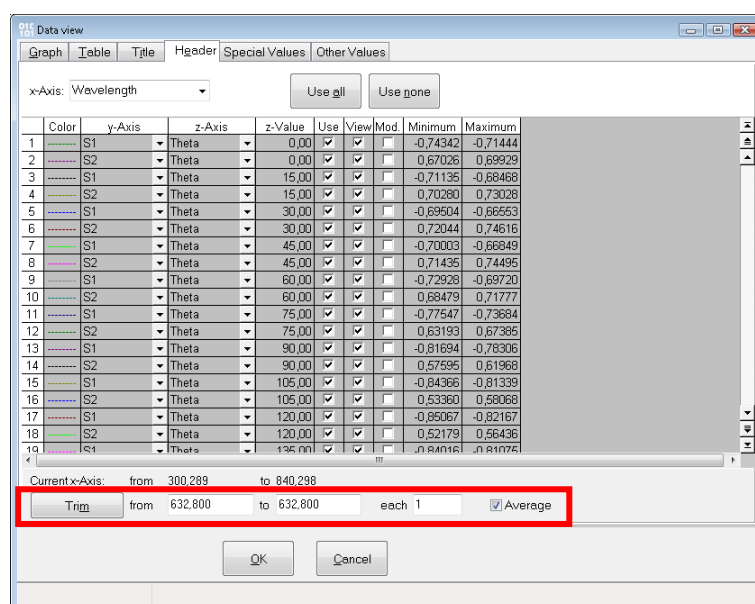 Data view
Graph Table Title Header Special Values Other Values
x-Axis: Wavelength Use all Use none
Color y-Axis z-Axis z-Value Use View Mod. Minimum Maximum
1 S1 Theta 0,00 -0,74342 -0,71444
2 S2 Theta 0,00 0,67026 0,69929
3 S1 Theta 15,00 -0,71135 -0,68468
4 S2 Theta 15,00 0,70280 0,73028
5 S1 Theta 30,00 -0,69504 -0,66553
6 S2 Theta 30,00 0,72044 0,74616
7 S1 Theta 45,00 -0,70003 -0,66849
8 S2 Theta 45,00 0,71435 0,74495
9 S1 Theta 60,00 -0,72928 -0,69720
10 S2 Theta 60,00 0,68479 0,71777
11 S1 Theta 75,00 -0,77547 -0,73684
12 S2 Theta 75,00 0,63193 0,67385
13 S1 Theta 90,00 -0,81694 -0,78306
14 S2 Theta 90,00 0,57595 0,61968
15 S1 Theta 105,00 -0,84366 -0,81339
16 S2 Theta 105,00 0,53360 0,58068
17 S1 Theta 120,00 -0,85067 -0,82167
18 S2 Theta 120,00 0,52179 0,56436
19 S1 Theta 135,00 -0,84016 -0,81075
Current x-Axis: from 300,289 to 840,298
Trim from 632,800 to 632,800 each 1 Average
OK Cancel